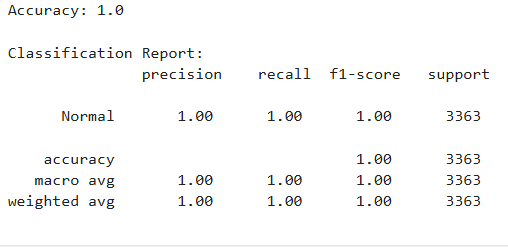 Accuracy: 1.0
Classification Report:
precision recall f1-score support
Normal 1.00 1.00 1.00 3363
accuracy 1.00 3363
macro avg 1.00 1.00 1.00 3363
weighted avg 1.00 1.00 1.00 3363